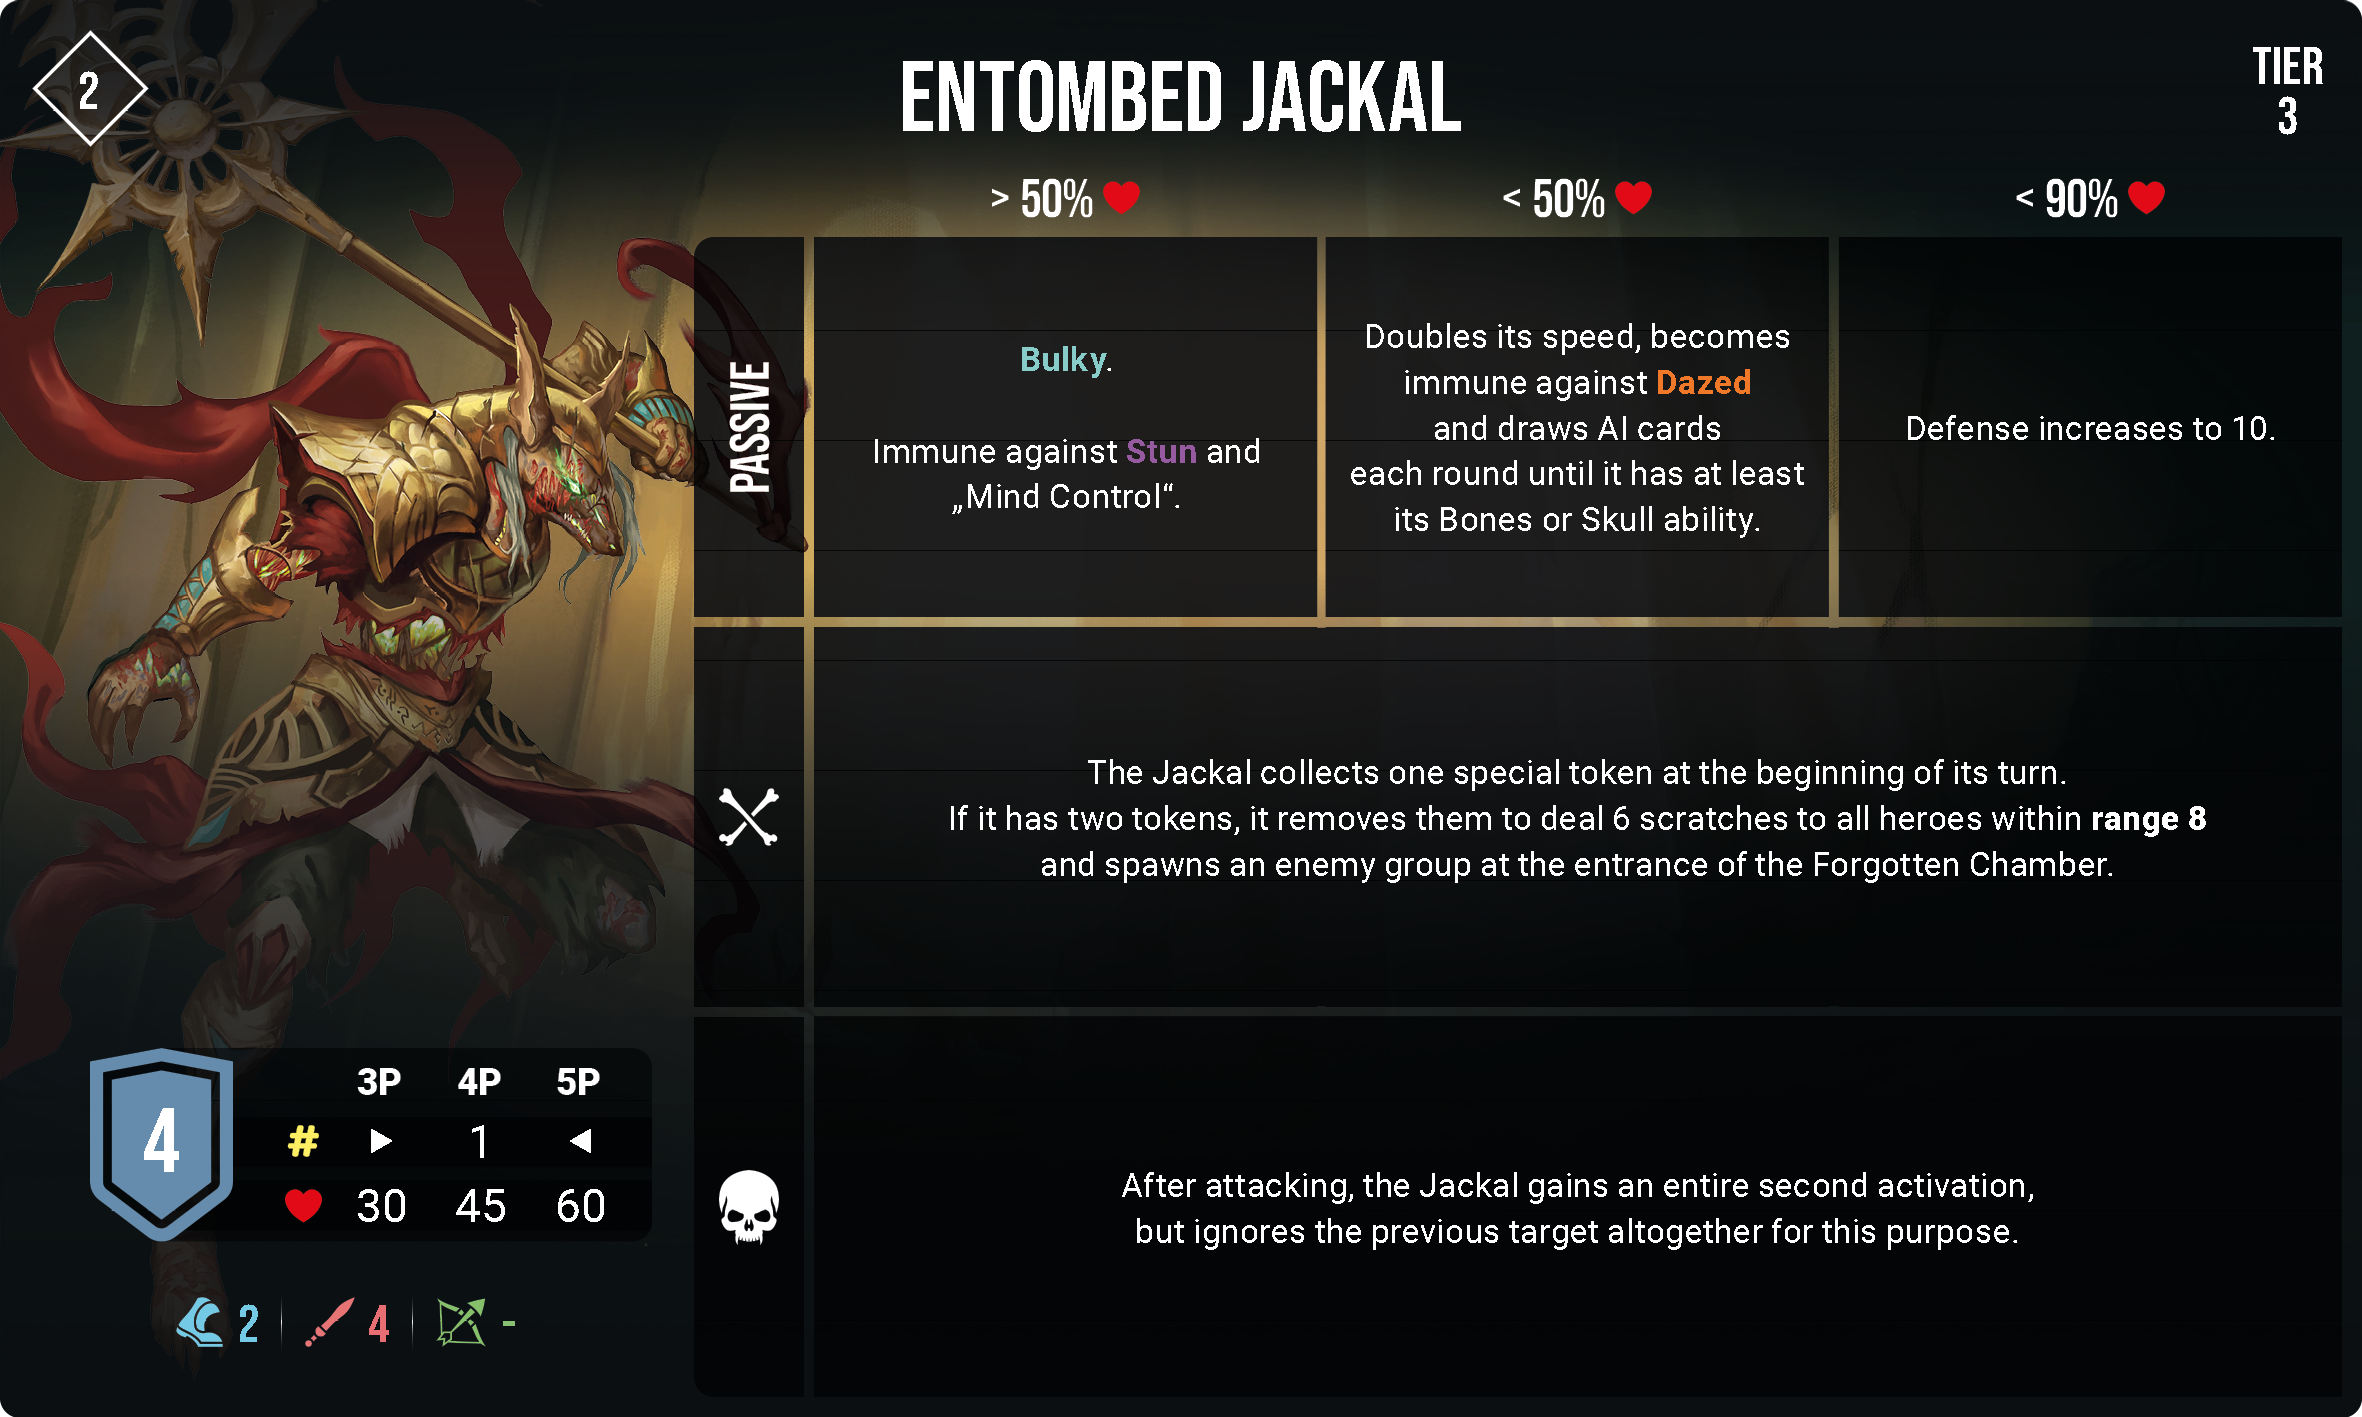 2
ENTOMBED JACKAL
TIER
3
> 50%
< 50%
< 90%
PASSIVE
Bulky.
Immune against Stun and
„Mind Control“.
Doubles its speed, becomes
immune against Dazed
and draws AI cards
each round until it has at least
its Bones or Skull ability.
Defense increases to 10.
The Jackal collects one special token at the beginning of its turn.
If it has two tokens, it removes them to deal 6 scratches to all heroes within range 8
and spawns an enemy group at the entrance of the Forgotten Chamber.
After attacking, the Jackal gains an entire second activation,
but ignores the previous target altogether for this purpose.
4
3P 4P 5P
# ▶ 1 ◀
30 45 60
2 4 -